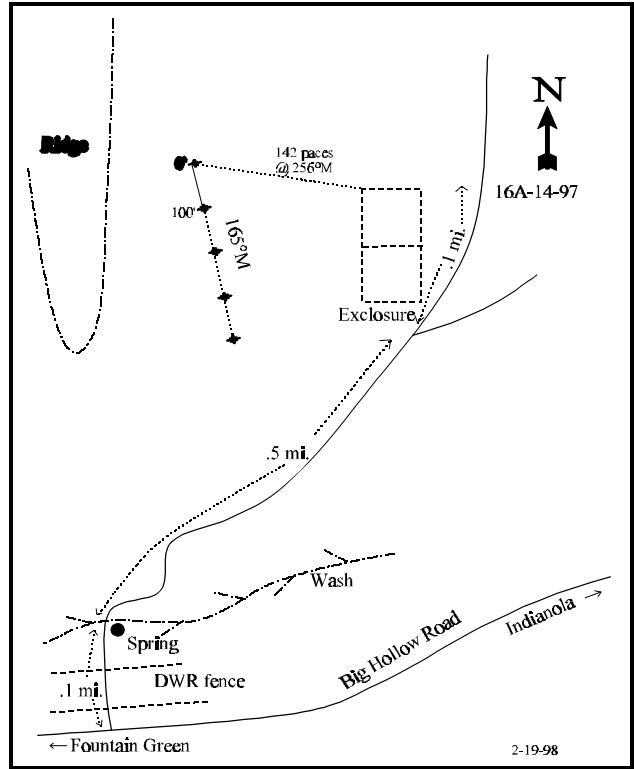 N
Ridge
142 paces
@ 256°M
16A-14-97
100'
165°M
.1 mi.
Exclosure
.5 mi.
Wash
Spring
Big Hollow Road
Indianola →
.1 mi.
DWR fence
← Fountain Green
2-19-98